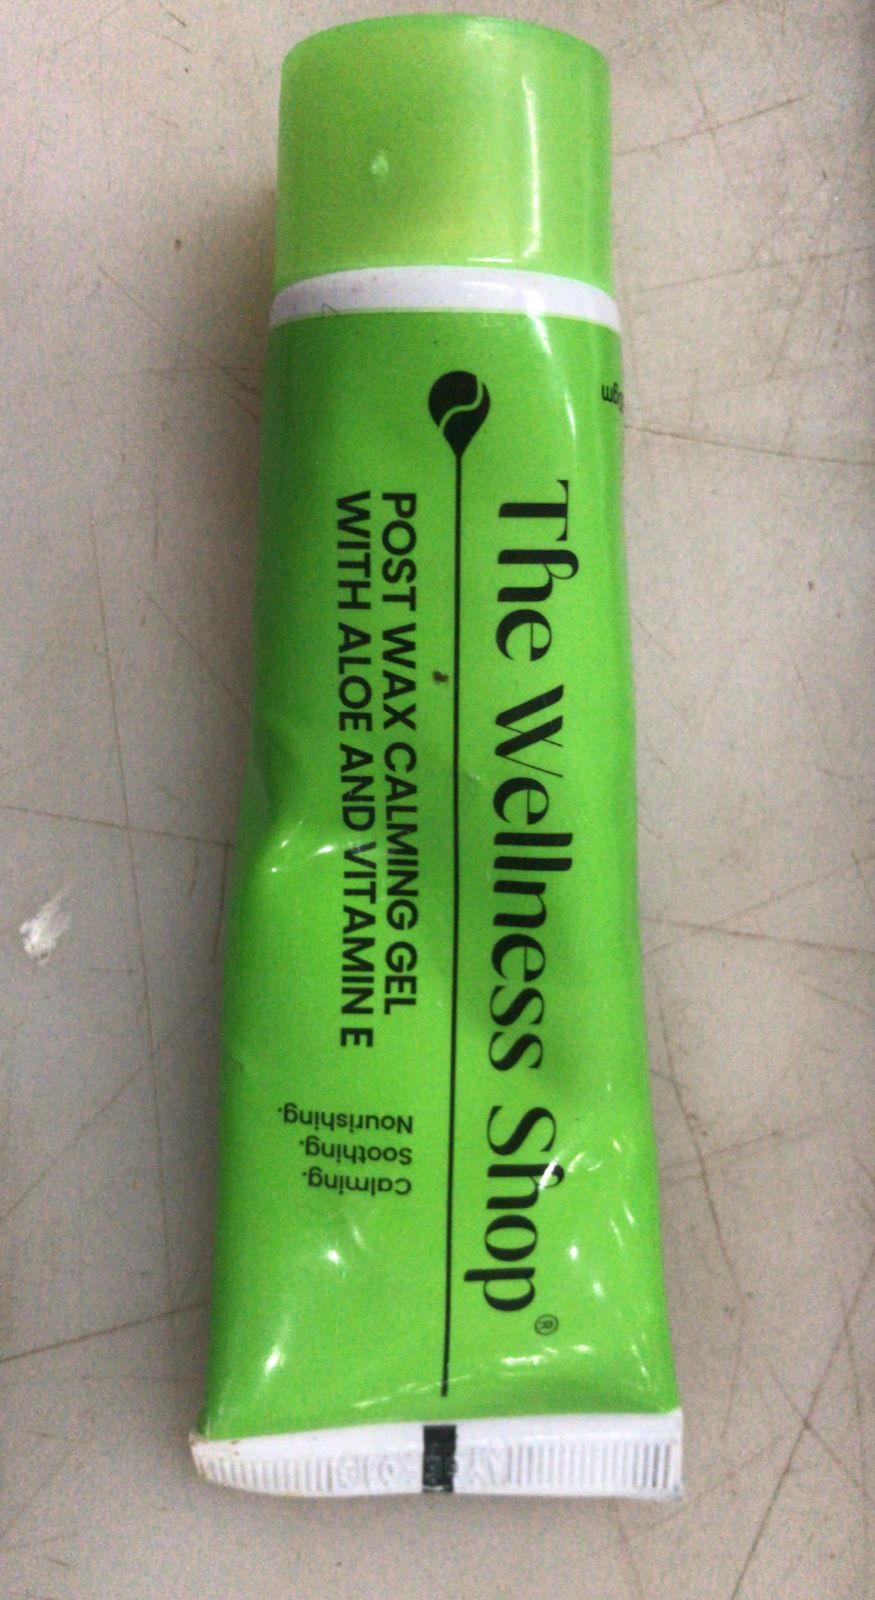 The Wellness Shop®
POST WAX CALMING GEL
WITH ALOE AND VITAMIN E
Calming.
Soothing.
Nourishing.